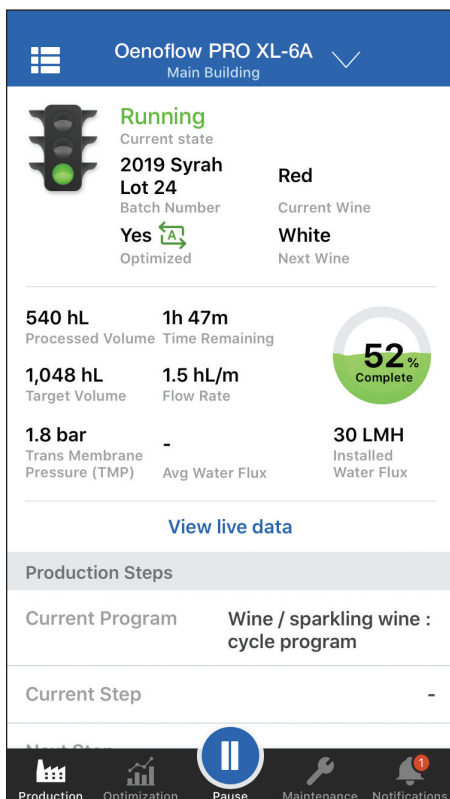 Oenoflow PRO XL-6A
Main Building
Running
Current state
2019 Syrah
Lot 24
Batch Number
Red
Current Wine
Yes A
Optimized
White
Next Wine
540 hL
Processed Volume
1h 47m
Time Remaining
52%
Complete
1,048 hL
Target Volume
1.5 hL/m
Flow Rate
1.8 bar
Trans Membrane
Pressure (TMP)
-
Avg Water Flux
30 LMH
Installed
Water Flux
View live data
Production Steps
Current Program
Wine / sparkling wine :
cycle program
Current Step
-
Next Step
Production
Optimization
Pause
Maintenance
1
Notifications